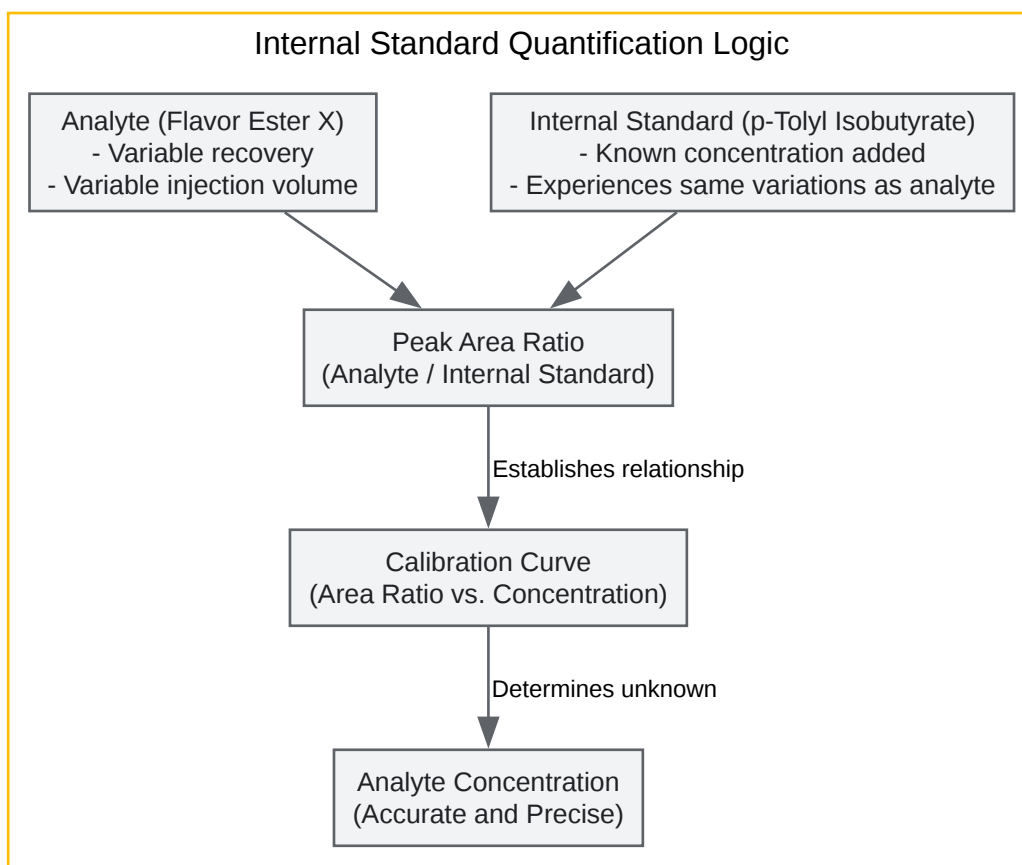 Internal Standard Quantification Logic
Analyte (Flavor Ester X)
- Variable recovery
- Variable injection volume
Internal Standard (p-Tolyl Isobutyrate)
- Known concentration added
- Experiences same variations as analyte
Peak Area Ratio
(Analyte / Internal Standard)
Establishes relationship
Calibration Curve
(Area Ratio vs. Concentration)
Determines unknown
Analyte Concentration
(Accurate and Precise)